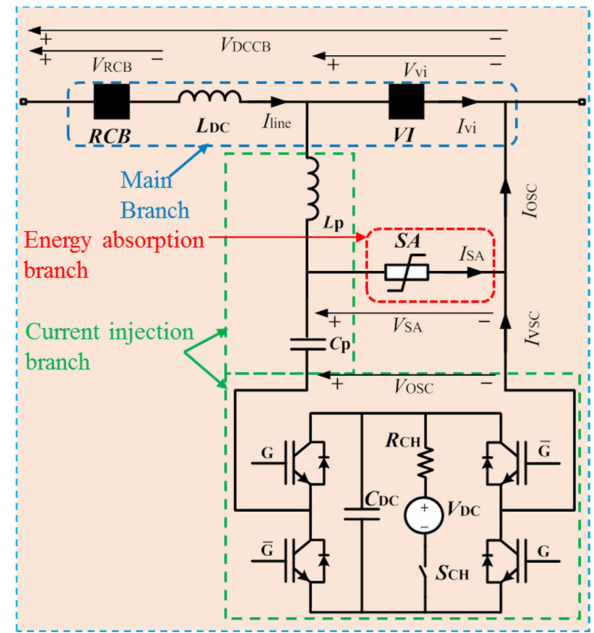 + VDCCB −
+ VRCB − + Vvi −
RCB LDC Iline VI Ivi
Main
Branch
Lp
IOSC
Energy absorption
branch
SA ISA
+ VSA −
Current injection
branch
Cp
IVSC
+ VOSC −
G RCH G̅
CDC + − VDC
G̅ SCH G